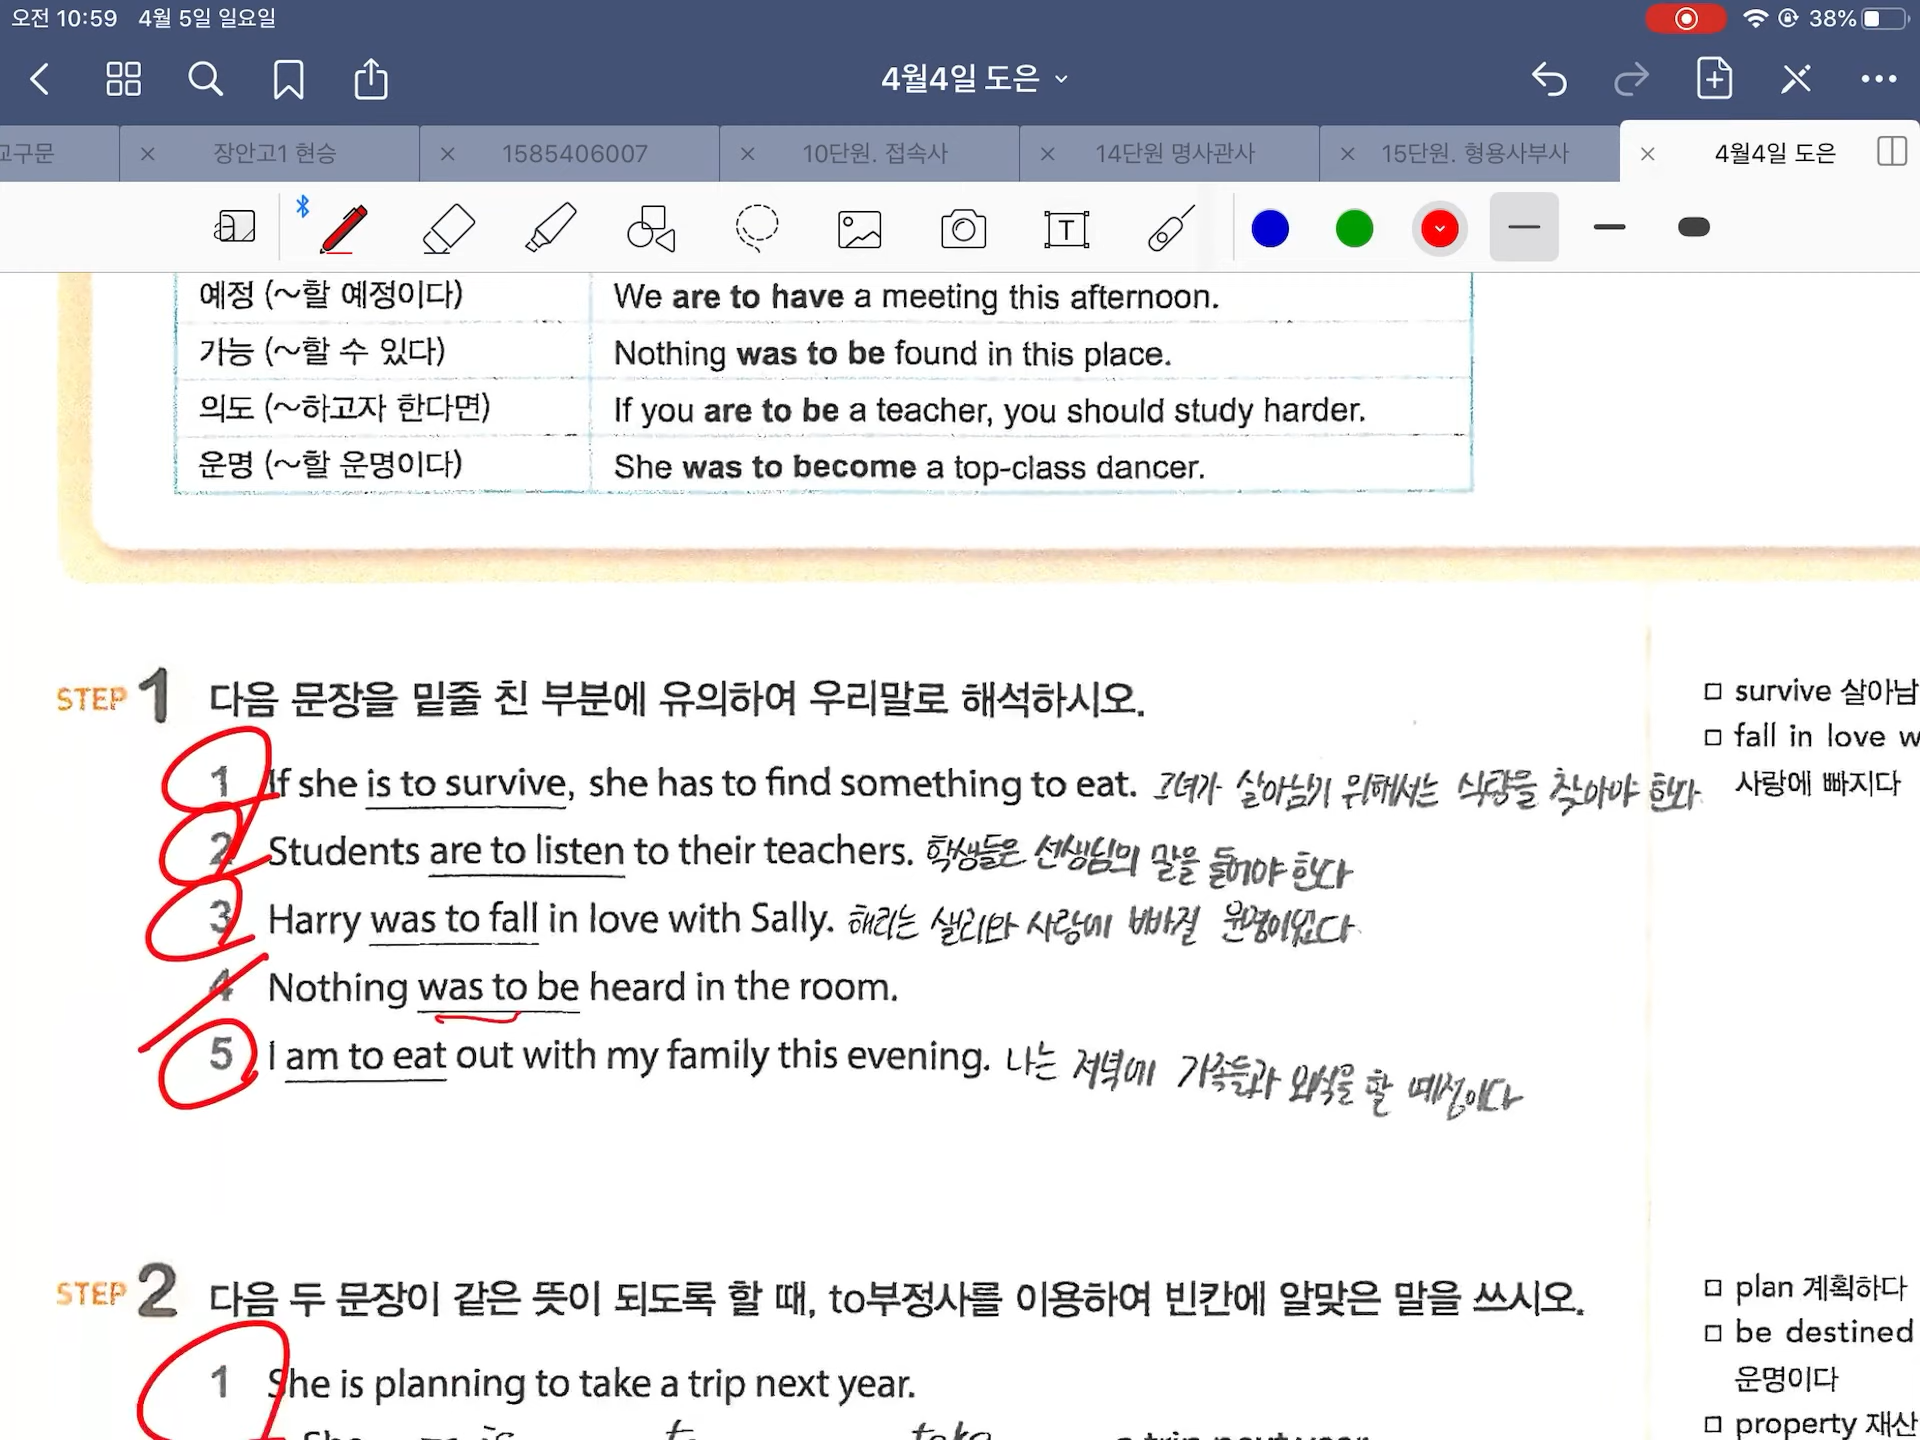 오전 10:59 4월 5일 일요일 38%
4월4일 도은
교구문 장안고1 현승 1585406007 10단원. 접속사 14단원 명사관사 15단원. 형용사부사 4월4일 도은
예정 (~할 예정이다) We are to have a meeting this afternoon.
가능 (~할 수 있다) Nothing was to be found in this place.
의도 (~하고자 한다면) If you are to be a teacher, you should study harder.
운명 (~할 운명이다) She was to become a top-class dancer.
STEP 1 다음 문장을 밑줄 친 부분에 유의하여 우리말로 해석하시오.
1 If she is to survive, she has to find something to eat. 그녀가 살아남기 위해서는 식량을 찾아야 한다.
2 Students are to listen to their teachers. 학생들은 선생님의 말을 들어야 한다
3 Harry was to fall in love with Sally. 해리는 샐리와 사랑에 빠질 운명이었다.
4 Nothing was to be heard in the room.
5 I am to eat out with my family this evening. 나는 저녁에 가족들과 외식을 할 예정이다
□ survive 살아남
□ fall in love w
사랑에 빠지다
STEP 2 다음 두 문장이 같은 뜻이 되도록 할 때, to부정사를 이용하여 빈칸에 알맞은 말을 쓰시오.
1 She is planning to take a trip next year.
She is to take a trip next year.
□ plan 계획하다
□ be destined
운명이다
□ property 재산